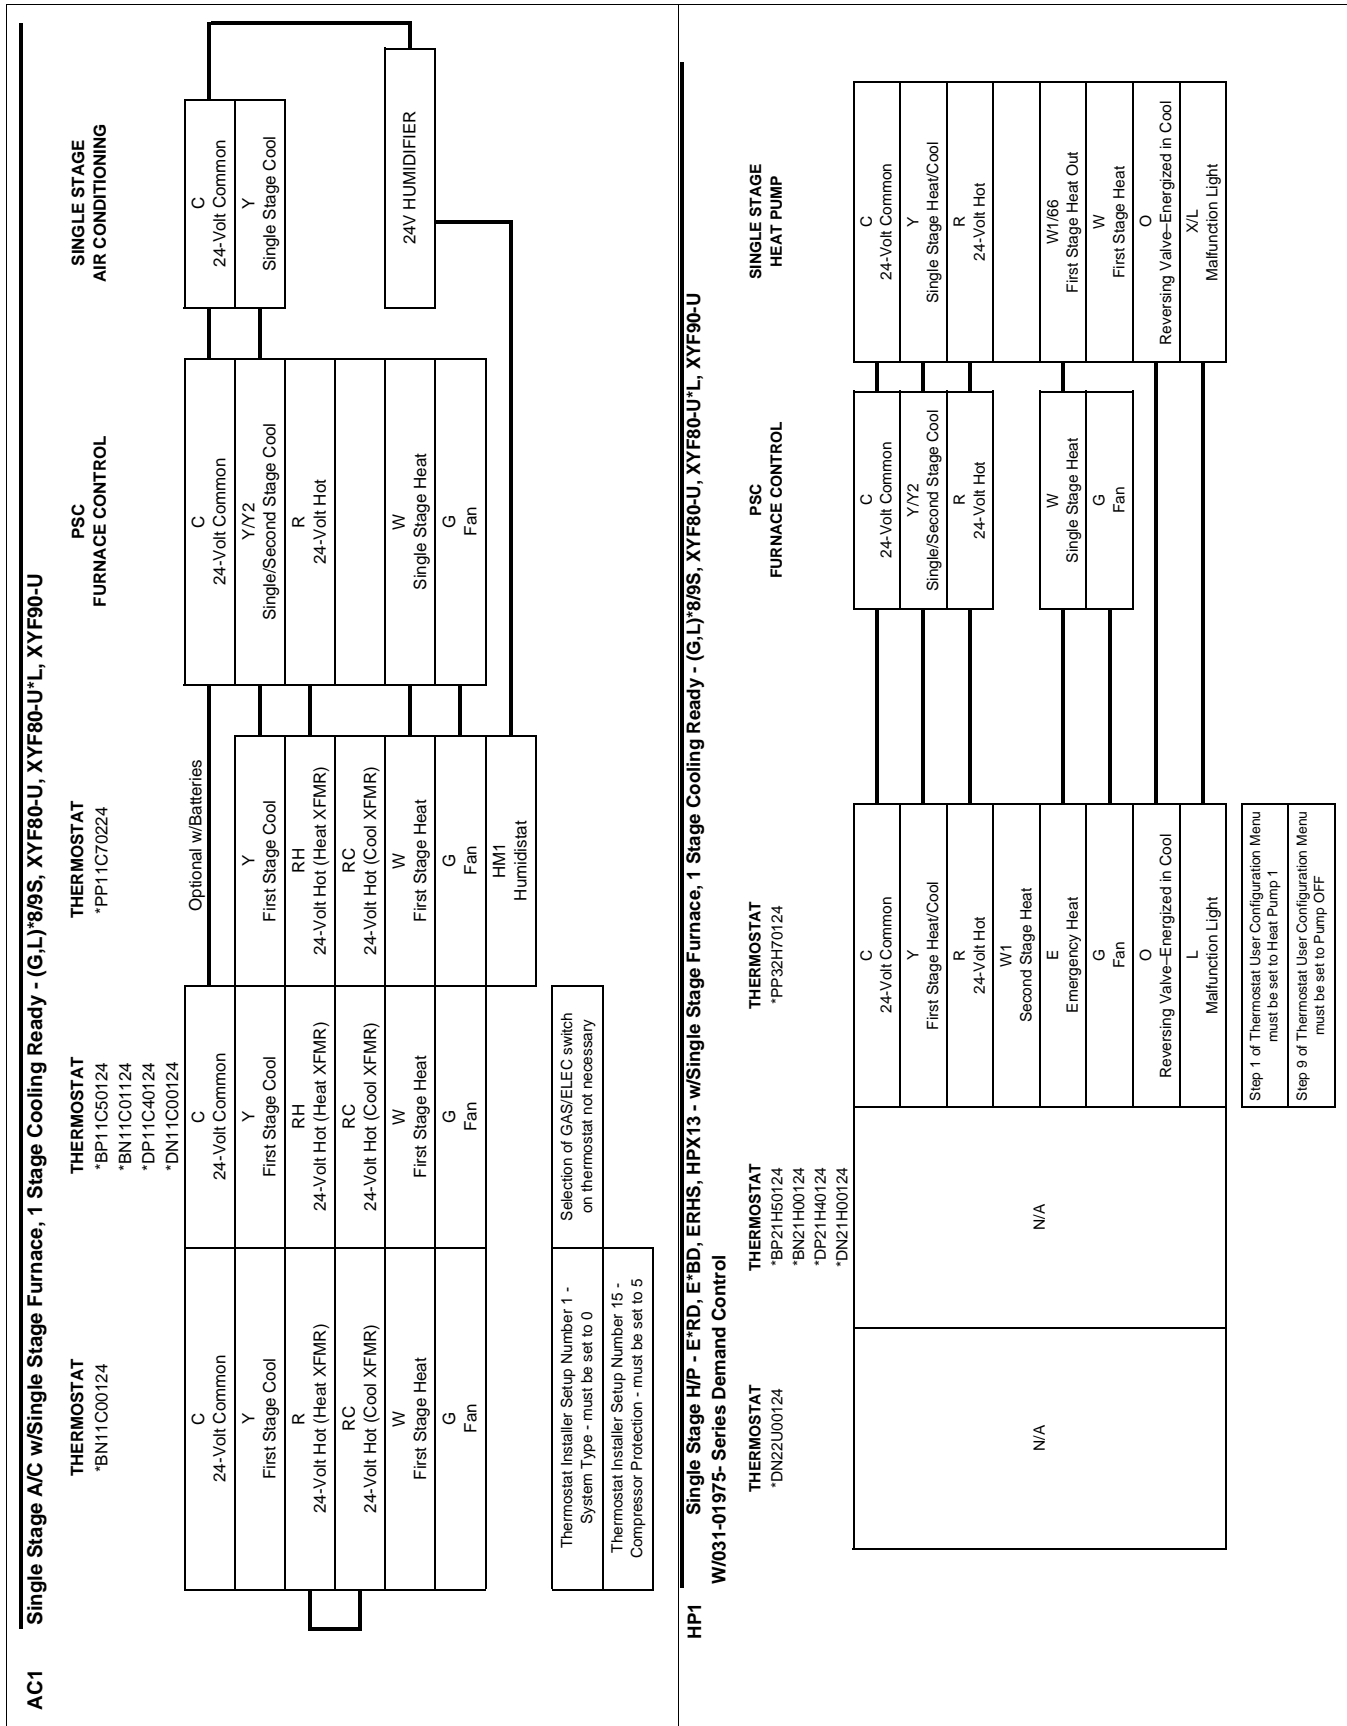 AC1 Single Stage A/C w/Single Stage Furnace, 1 Stage Cooling Ready - (G,L)*8/9S, XYF80-U, XYF80-U*L, XYF90-U
THERMOSTAT
*BN11C00124
C
24-Volt Common
Y
First Stage Cool
R
24-Volt Hot (Heat XFMR)
RC
24-Volt Hot (Cool XFMR)
W
First Stage Heat
G
Fan
Thermostat Installer Setup Number 1 -
System Type - must be set to 0
Thermostat Installer Setup Number 15 -
Compressor Protection - must be set to 5
THERMOSTAT
*BP11C50124
*BN11C01124
*DP11C40124
*DN11C00124
C
24-Volt Common
Y
First Stage Cool
RH
24-Volt Hot (Heat XFMR)
RC
24-Volt Hot (Cool XFMR)
W
First Stage Heat
G
Fan
Selection of GAS/ELEC switch
on thermostat not necessary
THERMOSTAT
*PP11C70224
Optional w/Batteries
Y
First Stage Cool
RH
24-Volt Hot (Heat XFMR)
RC
24-Volt Hot (Cool XFMR)
W
First Stage Heat
G
Fan
HM1
Humidistat
PSC
FURNACE CONTROL
C
24-Volt Common
Y/Y2
Single/Second Stage Cool
R
24-Volt Hot
W
Single Stage Heat
G
Fan
SINGLE STAGE
AIR CONDITIONING
C
24-Volt Common
Y
Single Stage Cool
24V HUMIDIFIER
HP1 Single Stage H/P - E*RD, E*BD, ERHS, HPX13 - w/Single Stage Furnace, 1 Stage Cooling Ready - (G,L)*8/9S, XYF80-U, XYF80-U*L, XYF90-U
W/031-01975- Series Demand Control
THERMOSTAT
*DN22U00124
N/A
THERMOSTAT
*BP21H50124
*BN21H00124
*DP21H40124
*DN21H00124
N/A
THERMOSTAT
*PP32H70124
C
24-Volt Common
Y
First Stage Heat/Cool
R
24-Volt Hot
W1
Second Stage Heat
E
Emergency Heat
G
Fan
O
Reversing Valve–Energized in Cool
L
Malfunction Light
Step 1 of Thermostat User Configuration Menu
must be set to Heat Pump 1
Step 9 of Thermostat User Configuration Menu
must be set to Pump OFF
PSC
FURNACE CONTROL
C
24-Volt Common
Y/Y2
Single/Second Stage Cool
R
24-Volt Hot
W
Single Stage Heat
G
Fan
SINGLE STAGE
HEAT PUMP
C
24-Volt Common
Y
Single Stage Heat/Cool
R
24-Volt Hot
W1/66
First Stage Heat Out
W
First Stage Heat
O
Reversing Valve–Energized in Cool
X/L
Malfunction Light